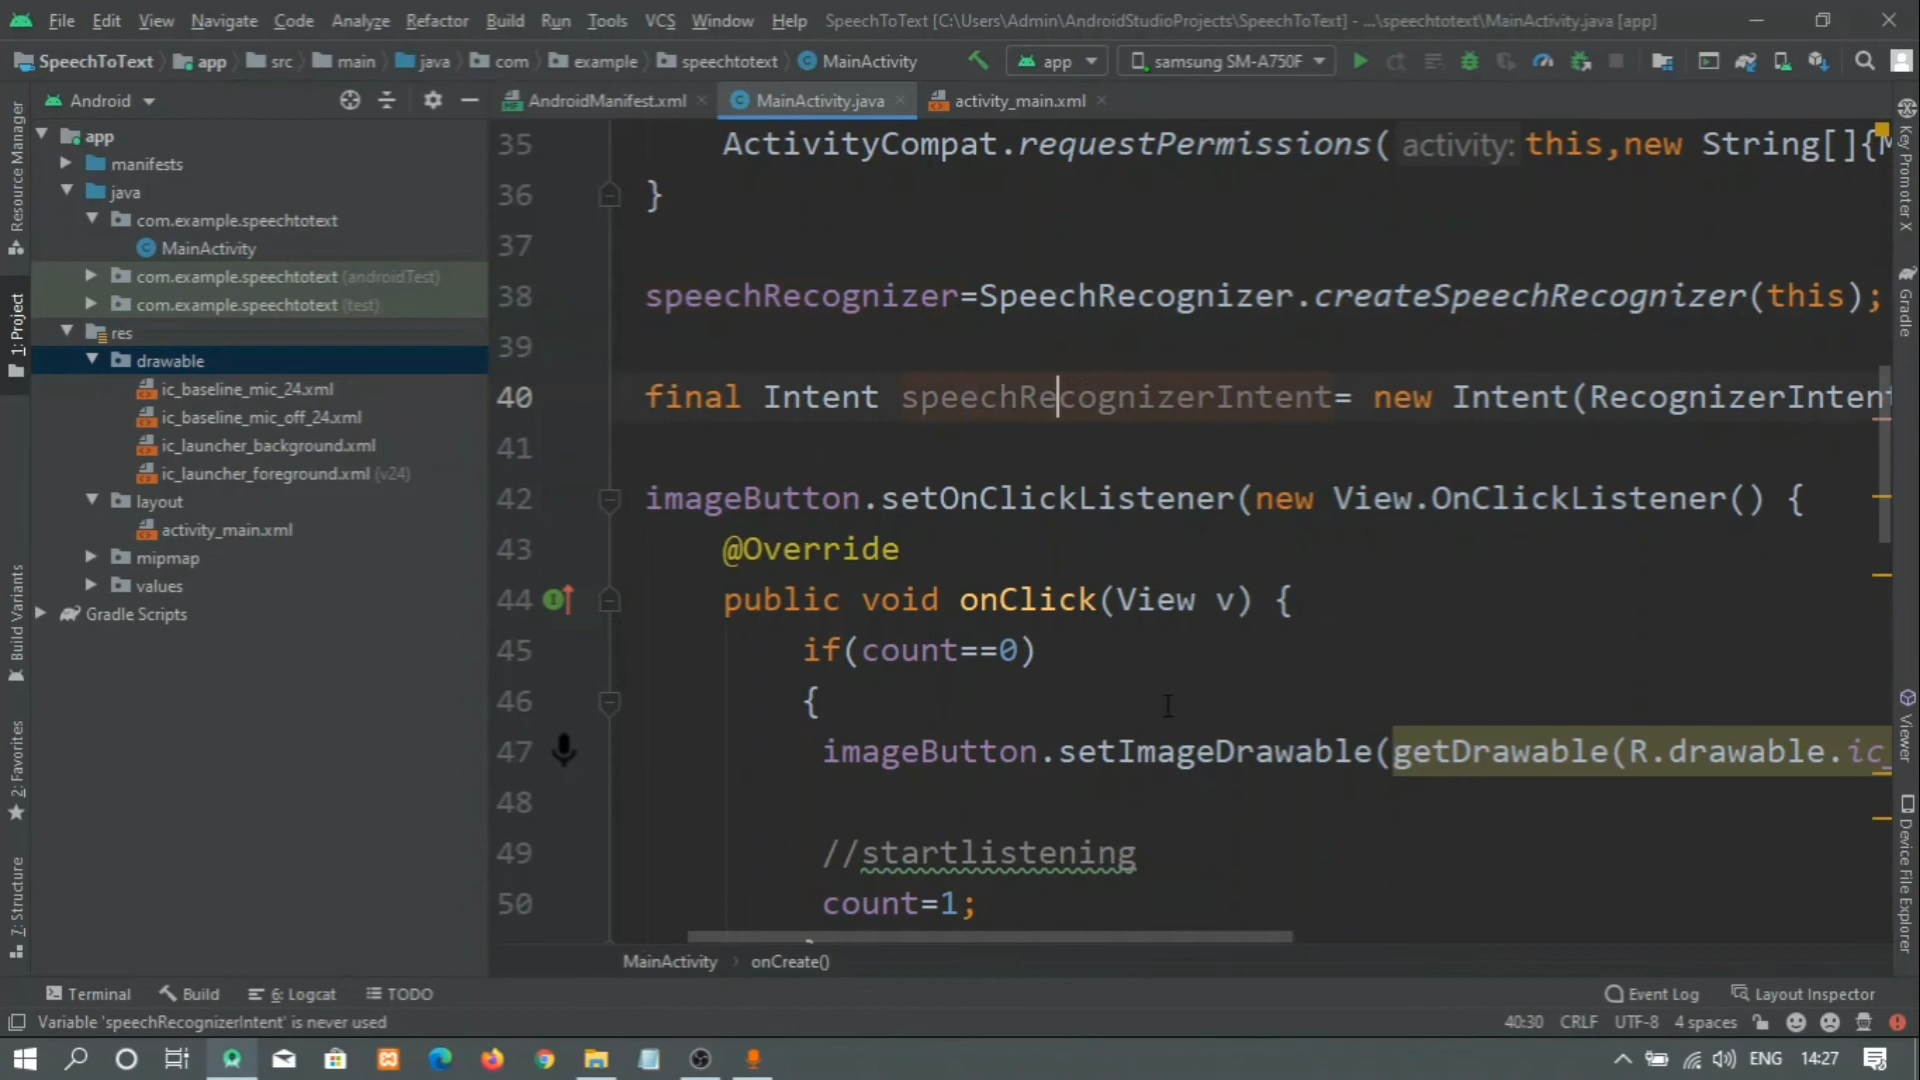 File Edit View Navigate Code Analyze Refactor Build Run Tools VCS Window Help SpeechToText [C:\Users\Admin\AndroidStudioProjects\SpeechToText] - ...\speechtotext\MainActivity.java [app]
SpeechToText app src main java com example speechtotext MainActivity app samsung SM-A750F
Android AndroidManifest.xml MainActivity.java activity_main.xml
app
manifests
java
com.example.speechtotext
MainActivity
com.example.speechtotext (androidTest)
com.example.speechtotext (test)
res
drawable
ic_baseline_mic_24.xml
ic_baseline_mic_off_24.xml
ic_launcher_background.xml
ic_launcher_foreground.xml (v24)
layout
activity_main.xml
mipmap
values
Gradle Scripts
Resource Manager
1: Project
Build Variants
2: Favorites
7: Structure
35 ActivityCompat.requestPermissions( activity: this,new String[]{M
36 }
37
38 speechRecognizer=SpeechRecognizer.createSpeechRecognizer(this);
39
40 final Intent speechRecognizerIntent= new Intent(RecognizerIntent
41
42 imageButton.setOnClickListener(new View.OnClickListener() {
43 @Override
44 public void onClick(View v) {
45 if(count==0)
46 {
47 imageButton.setImageDrawable(getDrawable(R.drawable.ic_
48
49 //startlistening
50 count=1;
MainActivity › onCreate()
Key Promoter X
Gradle
Viewer
Device File Explorer
Terminal Build 6: Logcat TODO Event Log Layout Inspector
Variable 'speechRecognizerIntent' is never used 40:30 CRLF UTF-8 4 spaces
ENG 14:27